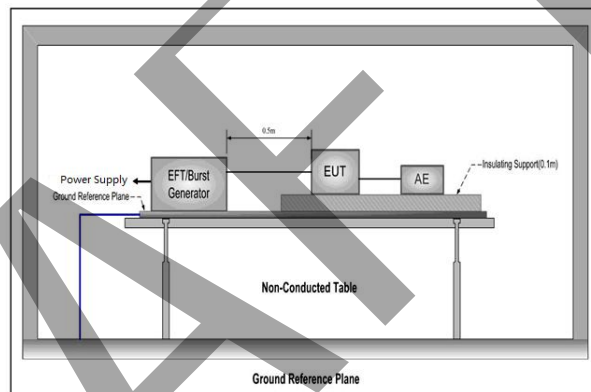 0.5m
EFT/Burst
Generator
EUT
AE
Insulating Support(0.1m)
Power Supply
Ground Reference Plane
Non-Conducted Table
Ground Reference Plane